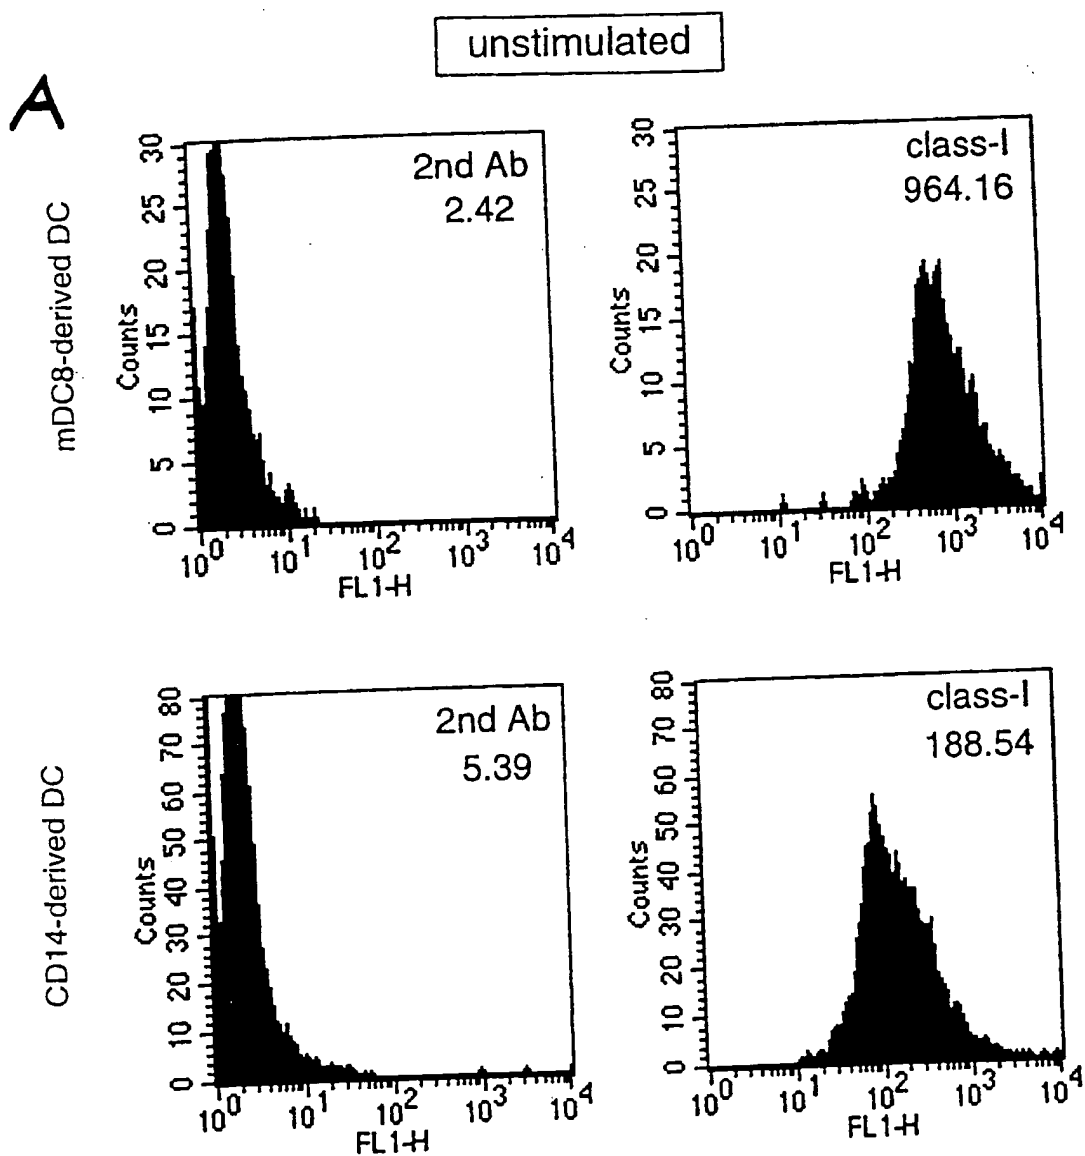 unstimulated
A
mDC8-derived DC
2nd Ab
2.42
Counts
30
25
20
15
10
5
0
10^0 10^1 10^2 10^3 10^4
FL1-H
class-I
964.16
Counts
30
25
20
15
10
5
0
10^0 10^1 10^2 10^3 10^4
FL1-H
CD14-derived DC
2nd Ab
5.39
Counts
80
70
60
50
40
30
20
10
0
10^0 10^1 10^2 10^3 10^4
FL1-H
class-I
188.54
Counts
80
70
60
50
40
30
20
10
0
10^0 10^1 10^2 10^3 10^4
FL1-H